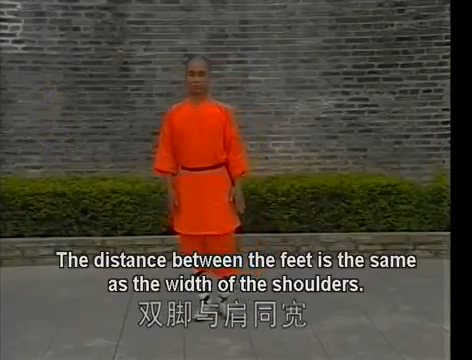 The distance between the feet is the same
as the width of the shoulders.
双脚与肩同宽